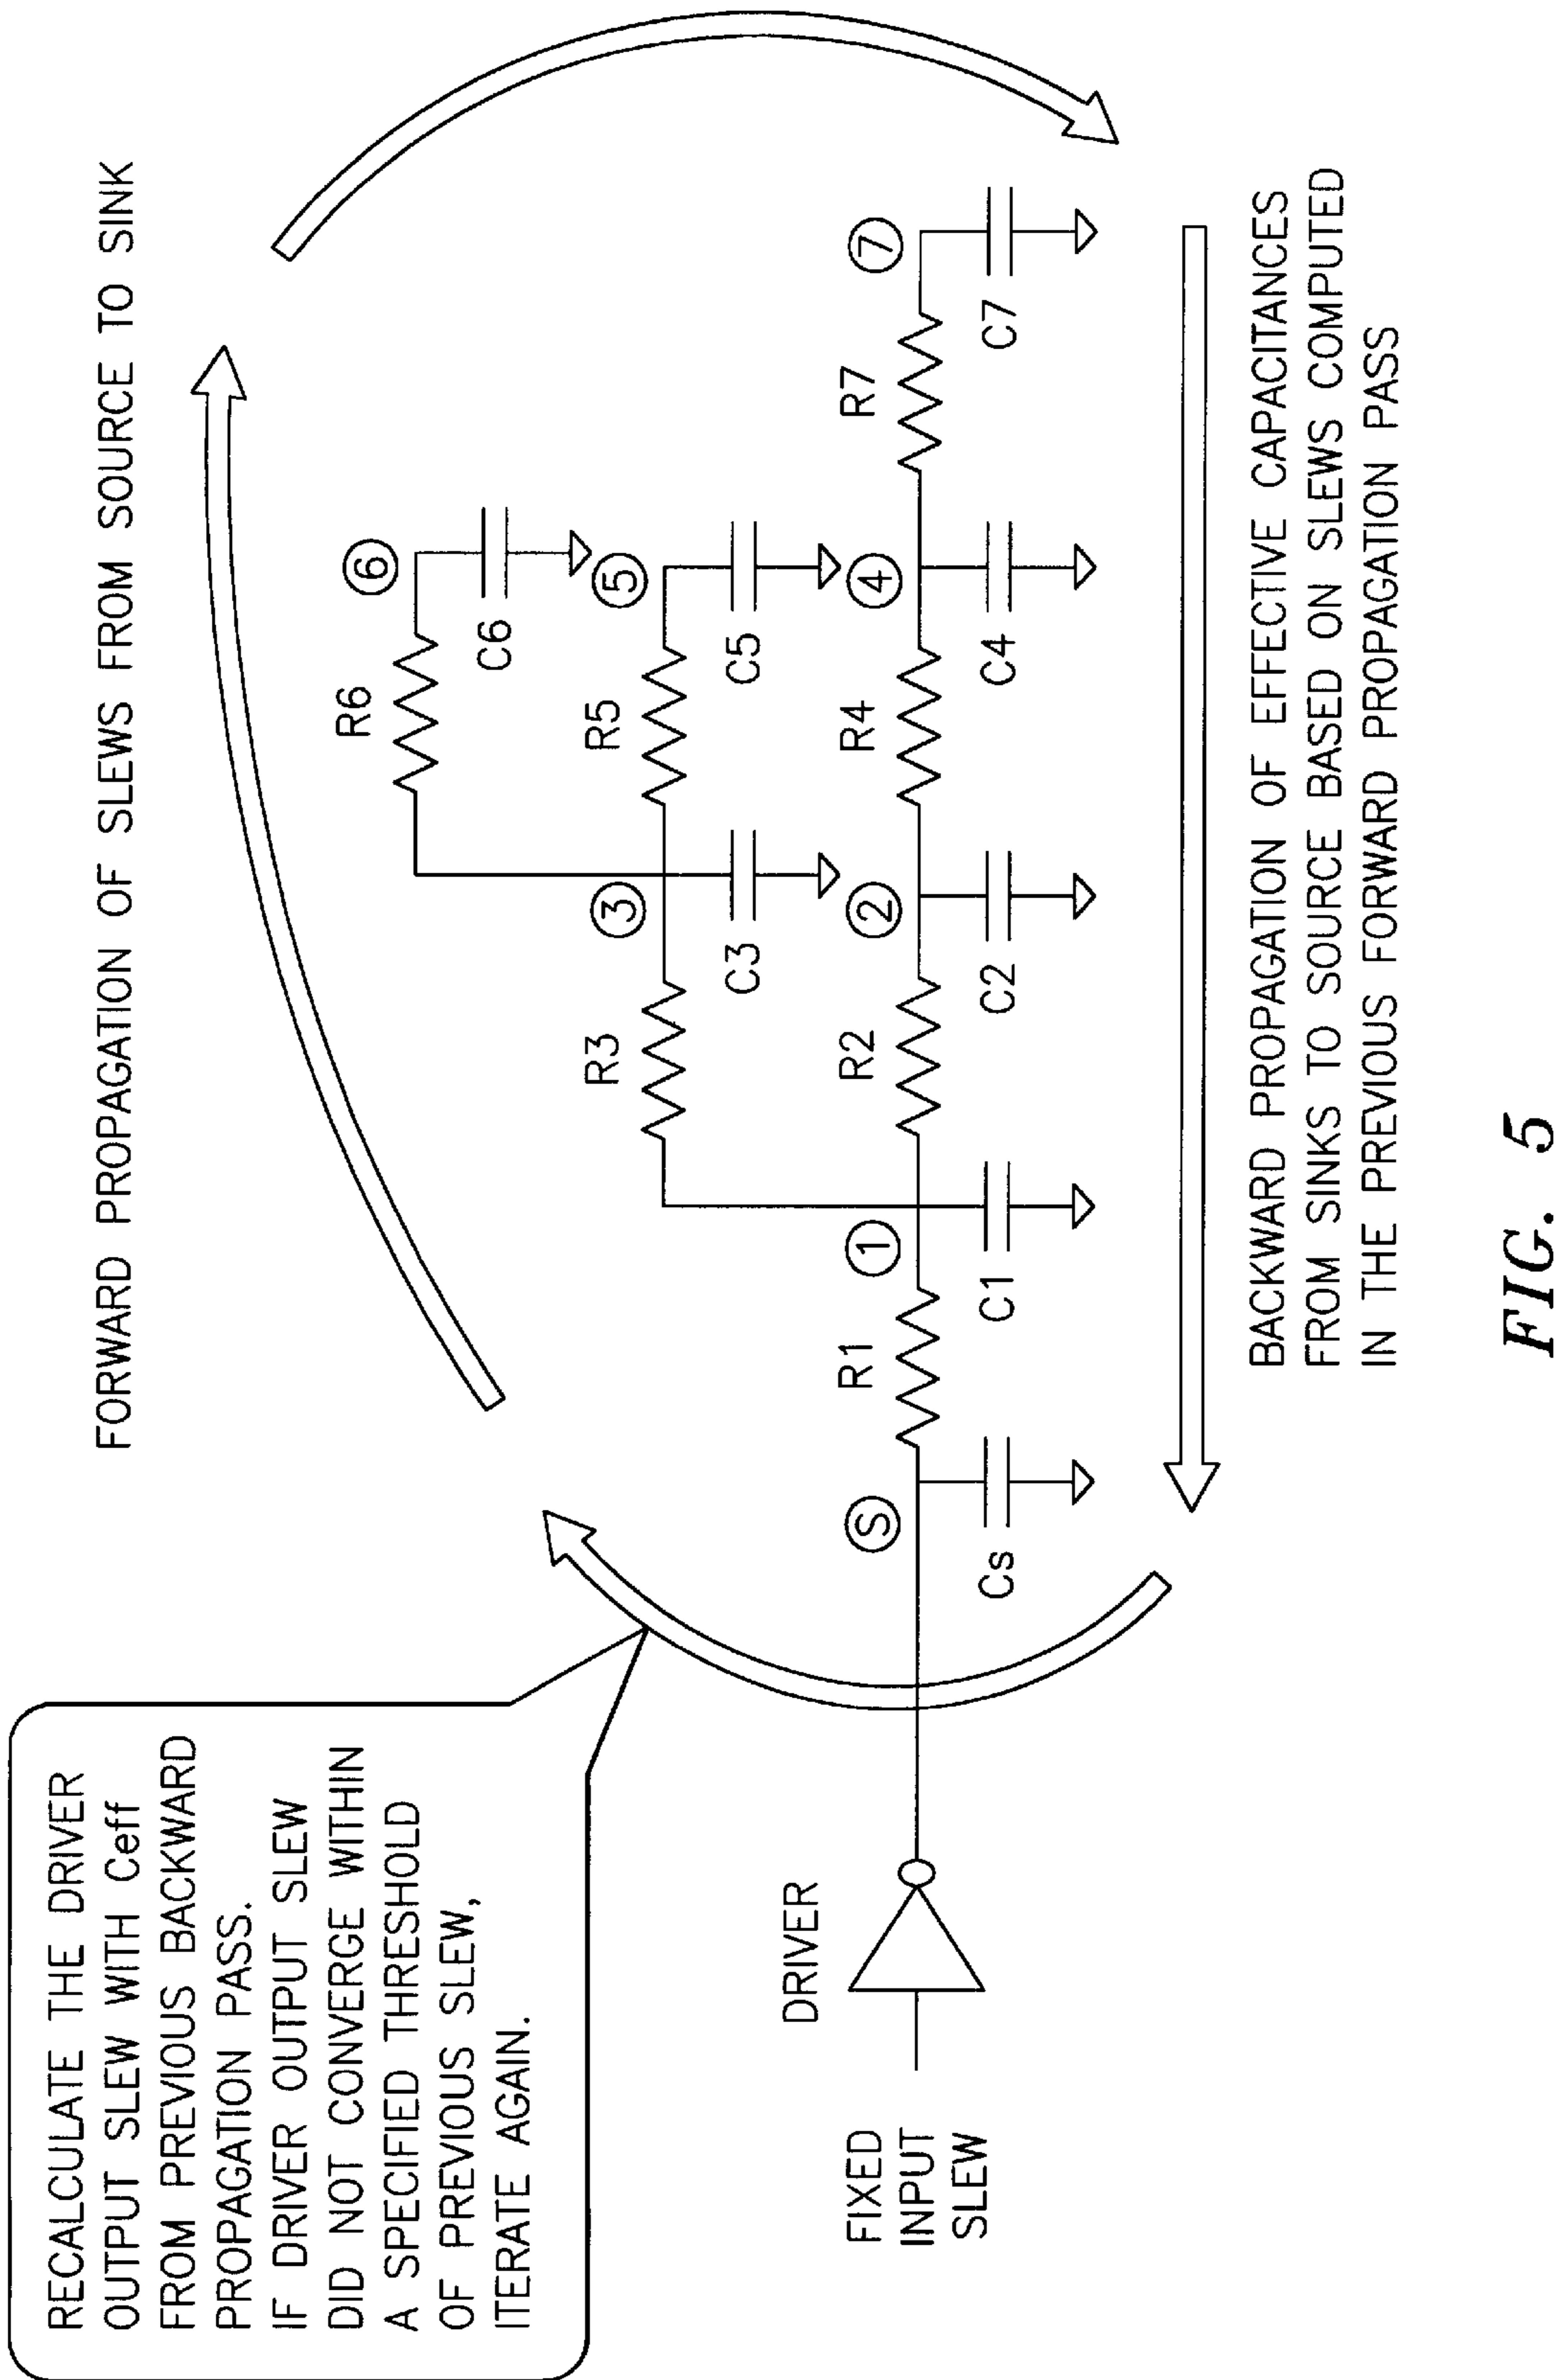 RECALCULATE THE DRIVER
OUTPUT SLEW WITH Ceff
FROM PREVIOUS BACKWARD
PROPAGATION PASS.
IF DRIVER OUTPUT SLEW
DID NOT CONVERGE WITHIN
A SPECIFIED THRESHOLD
OF PREVIOUS SLEW,
ITERATE AGAIN.
FORWARD PROPAGATION OF SLEWS FROM SOURCE TO SINK
R6
6
C6
R3
3
R5
5
C3
C5
FIXED
INPUT
SLEW
DRIVER
S
R1
1
R2
2
R4
4
R7
7
Cs
C1
C2
C4
C7
BACKWARD PROPAGATION OF EFFECTIVE CAPACITANCES
FROM SINKS TO SOURCE BASED ON SLEWS COMPUTED
IN THE PREVIOUS FORWARD PROPAGATION PASS
FIG. 5